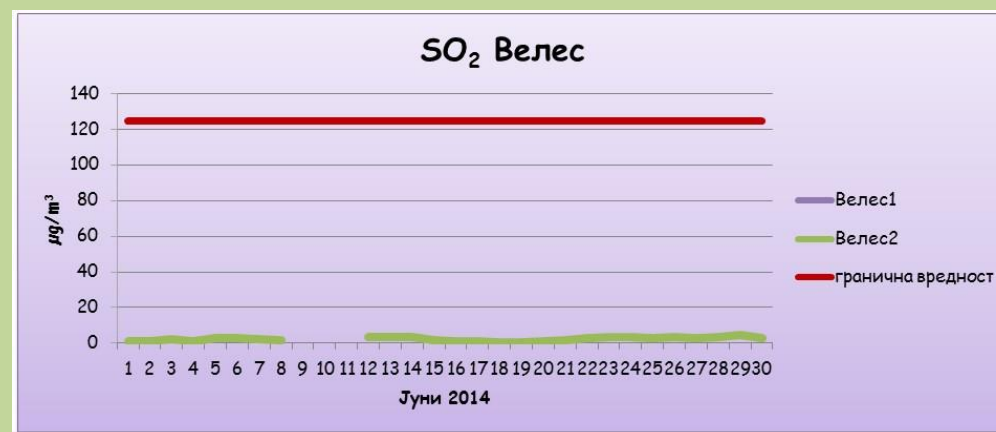 SO₂ Велес
140
120
100
80
60
40
20
0
µg/m³
1 2 3 4 5 6 7 8 9 10 11 12 13 14 15 16 17 18 19 20 21 22 23 24 25 26 27 28 29 30
Јуни 2014
Велес1
Велес2
гранична вредност